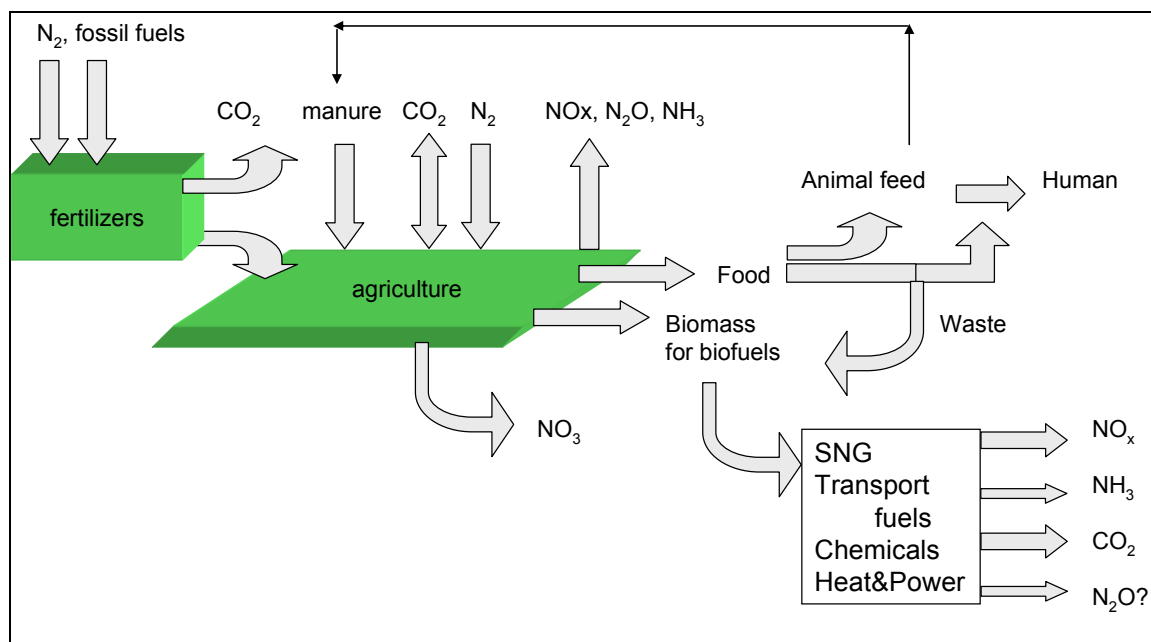 N₂, fossil fuels
CO₂
manure
CO₂
N₂
NOx, N₂O, NH₃
Animal feed
Human
fertilizers
agriculture
Food
Biomass
for biofuels
Waste
NO₃
SNG
Transport
fuels
Chemicals
Heat&Power
NOₓ
NH₃
CO₂
N₂O?